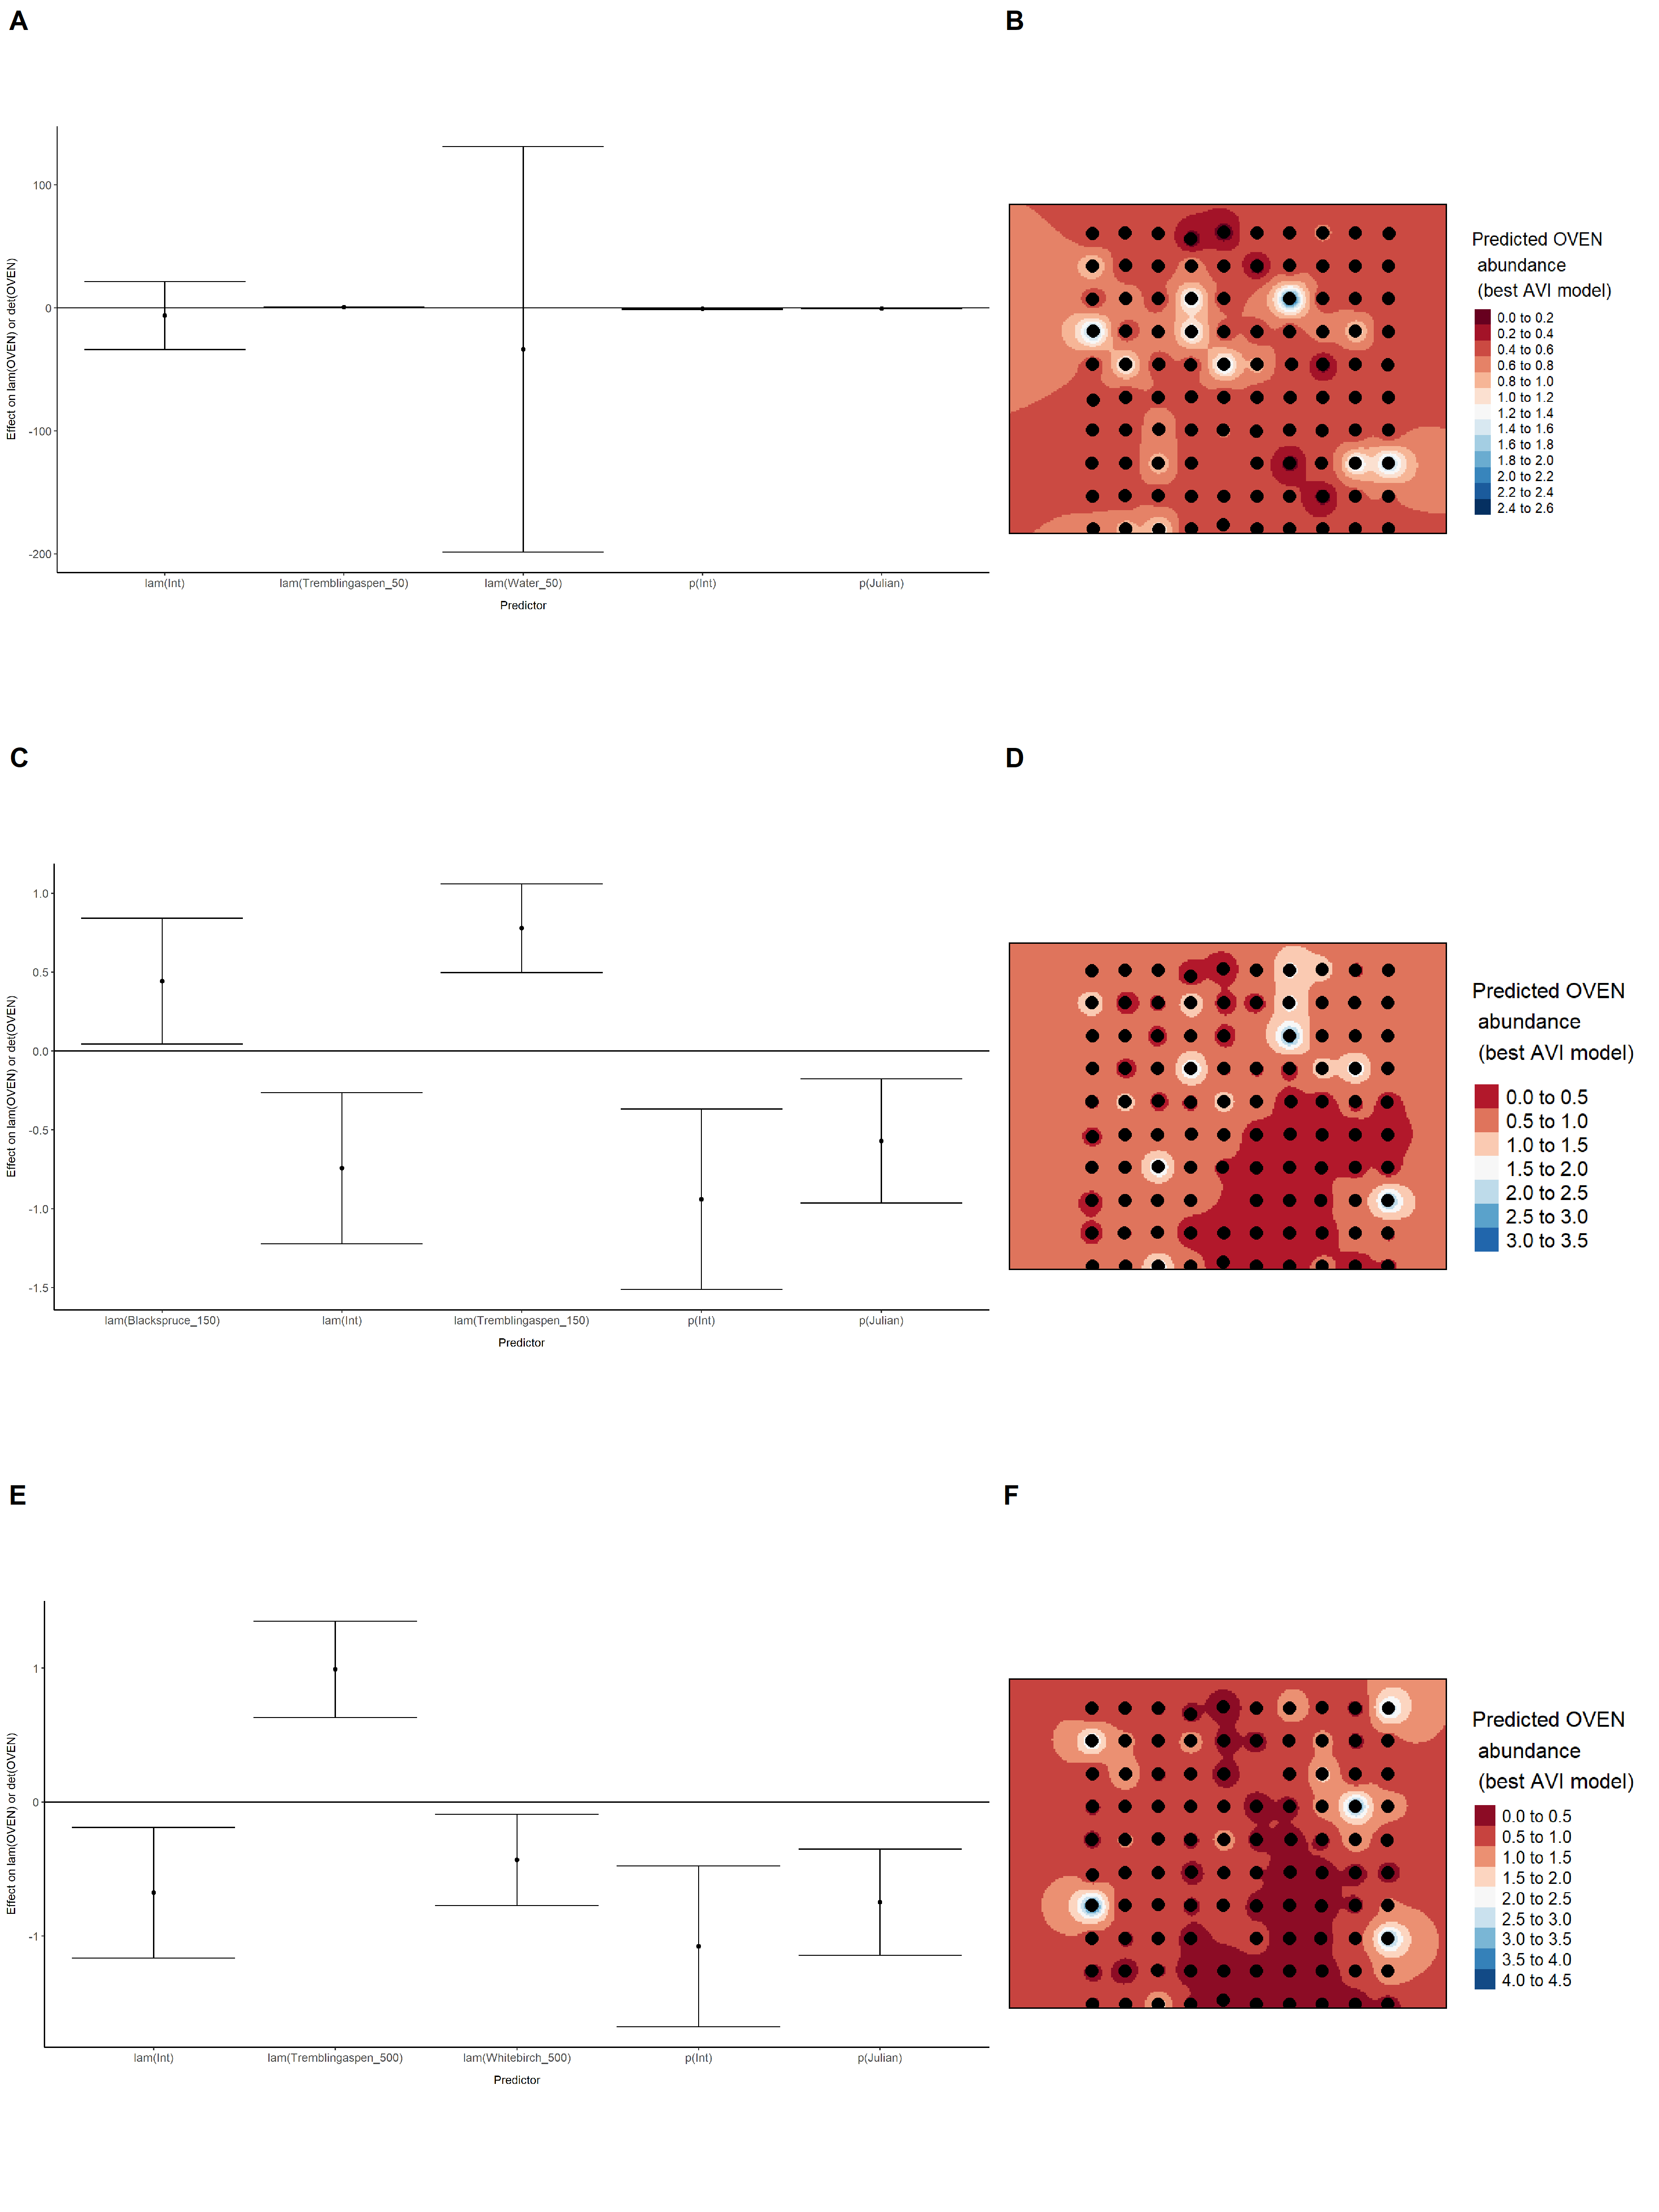 A
B
100
0
-100
-200
Effect on lam(OVEN) or det(OVEN)
lam(Int)
lam(Tremblingaspen_50)
lam(Water_50)
p(Int)
p(Julian)
Predictor
Predicted OVEN
abundance
(best AVI model)
0.0 to 0.2
0.2 to 0.4
0.4 to 0.6
0.6 to 0.8
0.8 to 1.0
1.0 to 1.2
1.2 to 1.4
1.4 to 1.6
1.6 to 1.8
1.8 to 2.0
2.0 to 2.2
2.2 to 2.4
2.4 to 2.6
C
D
1.0
0.5
0.0
-0.5
-1.0
-1.5
Effect on lam(OVEN) or det(OVEN)
lam(Blackspruce_150)
lam(Int)
lam(Tremblingaspen_150)
p(Int)
p(Julian)
Predictor
Predicted OVEN
abundance
(best AVI model)
0.0 to 0.5
0.5 to 1.0
1.0 to 1.5
1.5 to 2.0
2.0 to 2.5
2.5 to 3.0
3.0 to 3.5
E
F
1
0
-1
Effect on lam(OVEN) or det(OVEN)
lam(Int)
lam(Tremblingaspen_500)
lam(Whitebirch_500)
p(Int)
p(Julian)
Predictor
Predicted OVEN
abundance
(best AVI model)
0.0 to 0.5
0.5 to 1.0
1.0 to 1.5
1.5 to 2.0
2.0 to 2.5
2.5 to 3.0
3.0 to 3.5
3.5 to 4.0
4.0 to 4.5